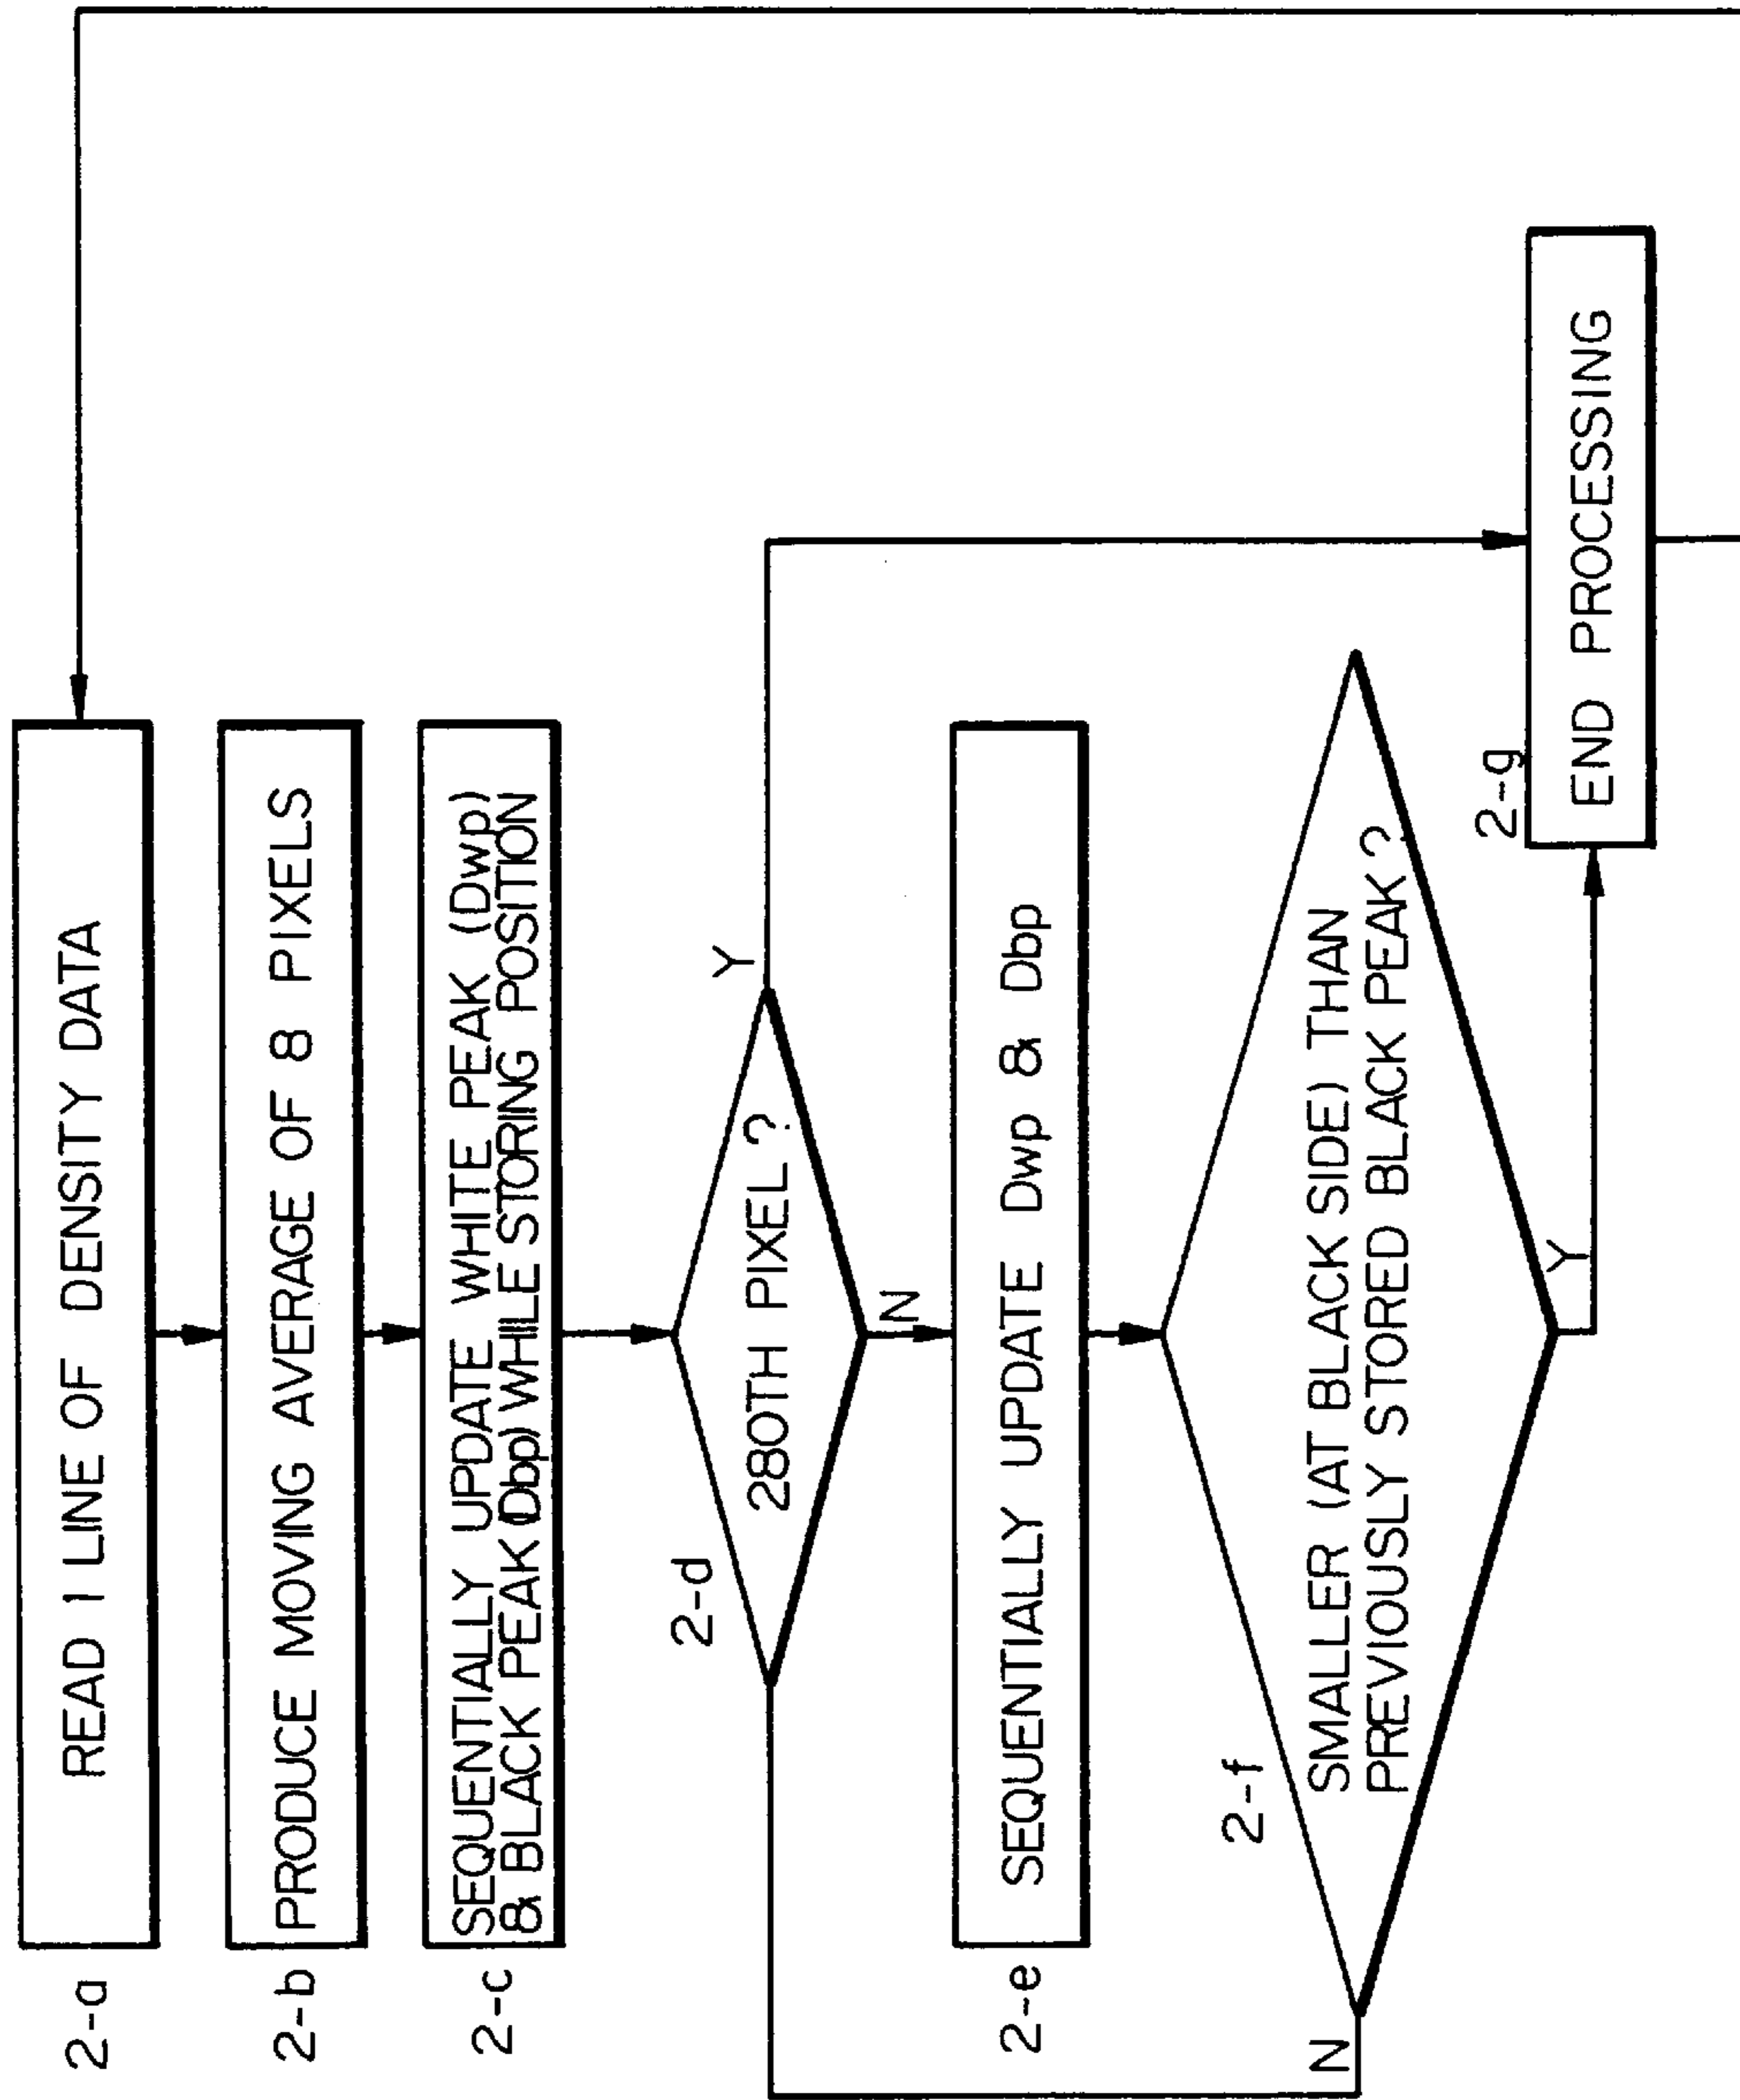 2-a
READ 1 LINE OF DENSITY DATA
2-b
PRODUCE MOVING AVERAGE OF 8 PIXELS
2-c
SEQUENTIALLY UPDATE WHITE PEAK (Dwp)
& BLACK PEAK (Dbp) WHILE STORING POSITION
2-d
280TH PIXEL ?
Y
N
2-e
SEQUENTIALLY UPDATE Dwp & Dbp
2-f
SMALLER (AT BLACK SIDE) THAN
PREVIOUSLY STORED BLACK PEAK ?
N
Y
2-g
END PROCESSING